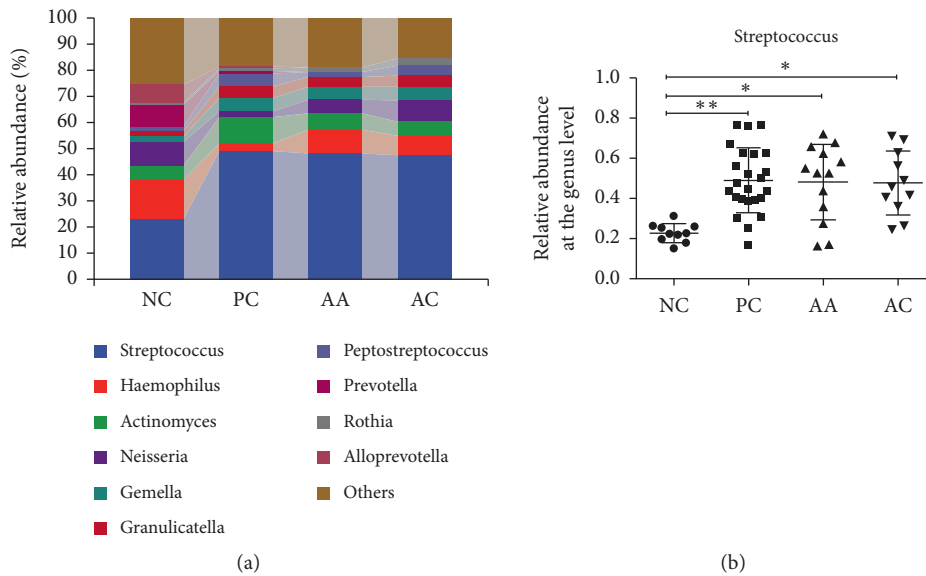 Relative abundance (%)
100
90
80
70
60
50
40
30
20
10
0
NC PC AA AC
Streptococcus
Haemophilus
Actinomyces
Neisseria
Gemella
Granulicatella
Peptostreptococcus
Prevotella
Rothia
Alloprevotella
Others
(a)
Streptococcus
Relative abundance
at the genus level
1.0
0.8
0.6
0.4
0.2
0.0
*
*
**
NC PC AA AC
(b)